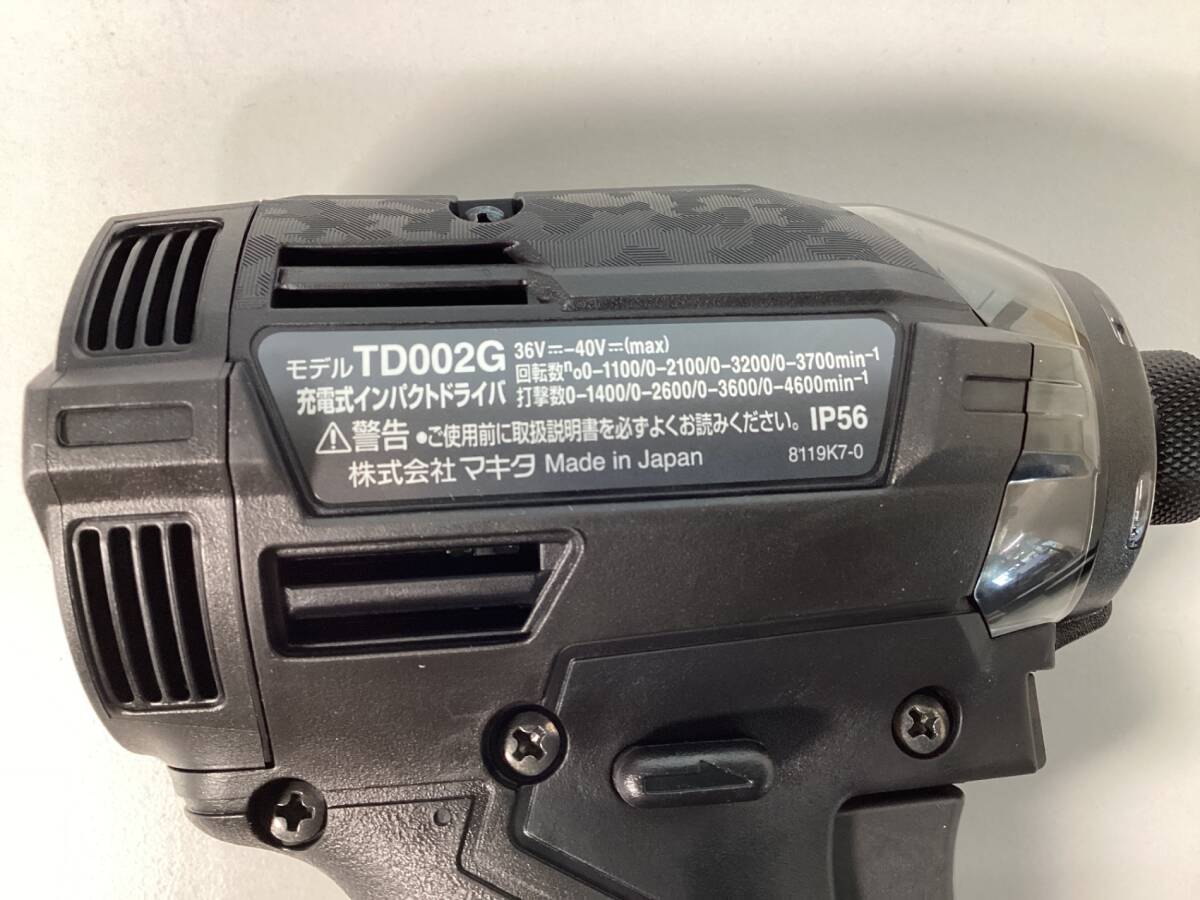 モデル TD002G 36V⎓–40V⎓(max)
回転数n₀0–1100/0–2100/0–3200/0–3700min⁻¹
充電式インパクトドライバ 打撃数0–1400/0–2600/0–3600/0–4600min⁻¹
⚠警告 ●ご使用前に取扱説明書を必ずよくお読みください。 IP56
株式会社 マキタ Made in Japan 8119K7-0